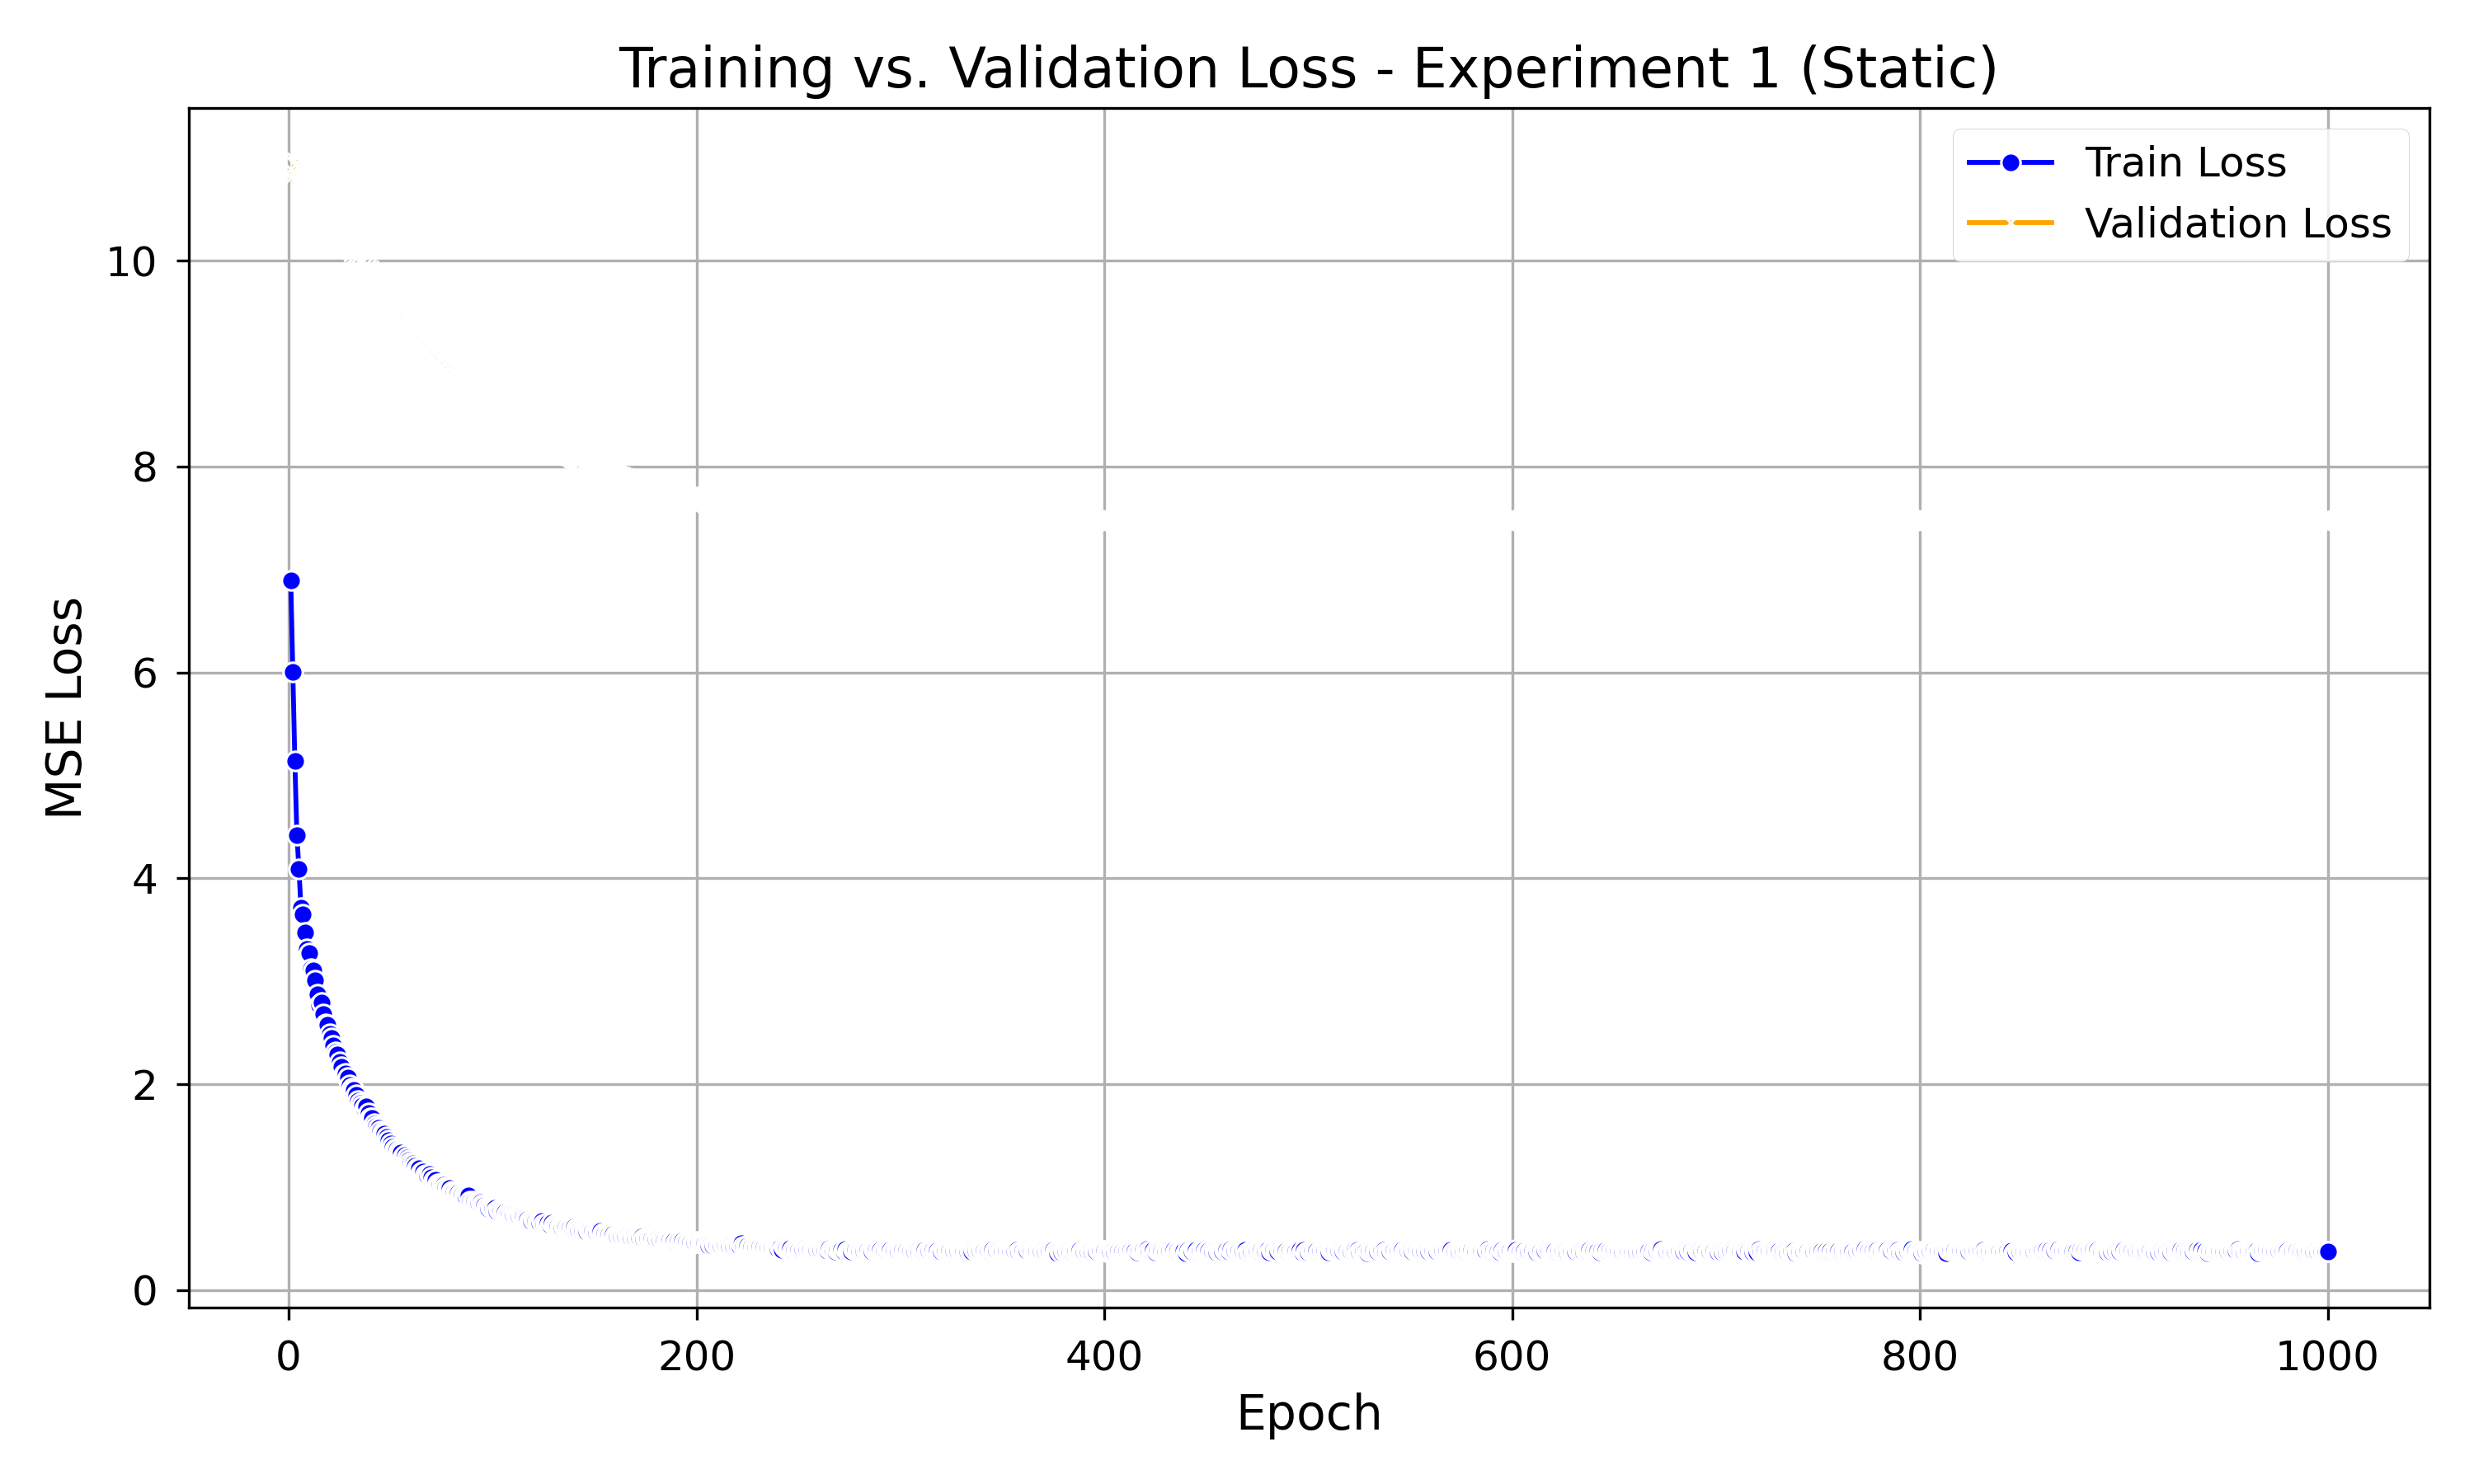 Training vs. Validation Loss - Experiment 1 (Static)
Train Loss
Validation Loss
10
8
6
4
2
0
MSE Loss
0 200 400 600 800 1000
Epoch